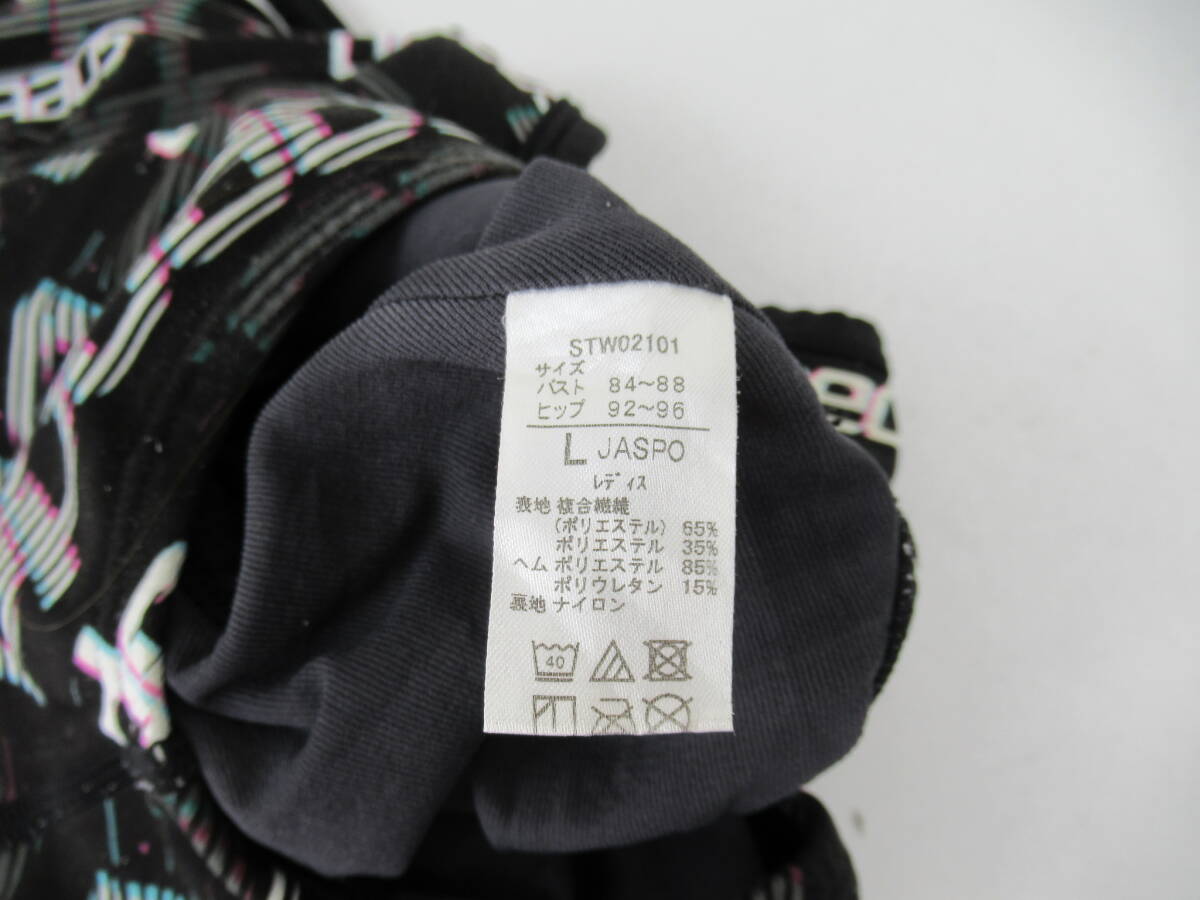 STW02101
サイズ
バスト 84～88
ヒップ 92～96
L JASPO
レディス
表地 複合繊維
(ポリエステル) 65%
ポリエステル 35%
ヘム ポリエステル 85%
ポリウレタン 15%
裏地 ナイロン
40